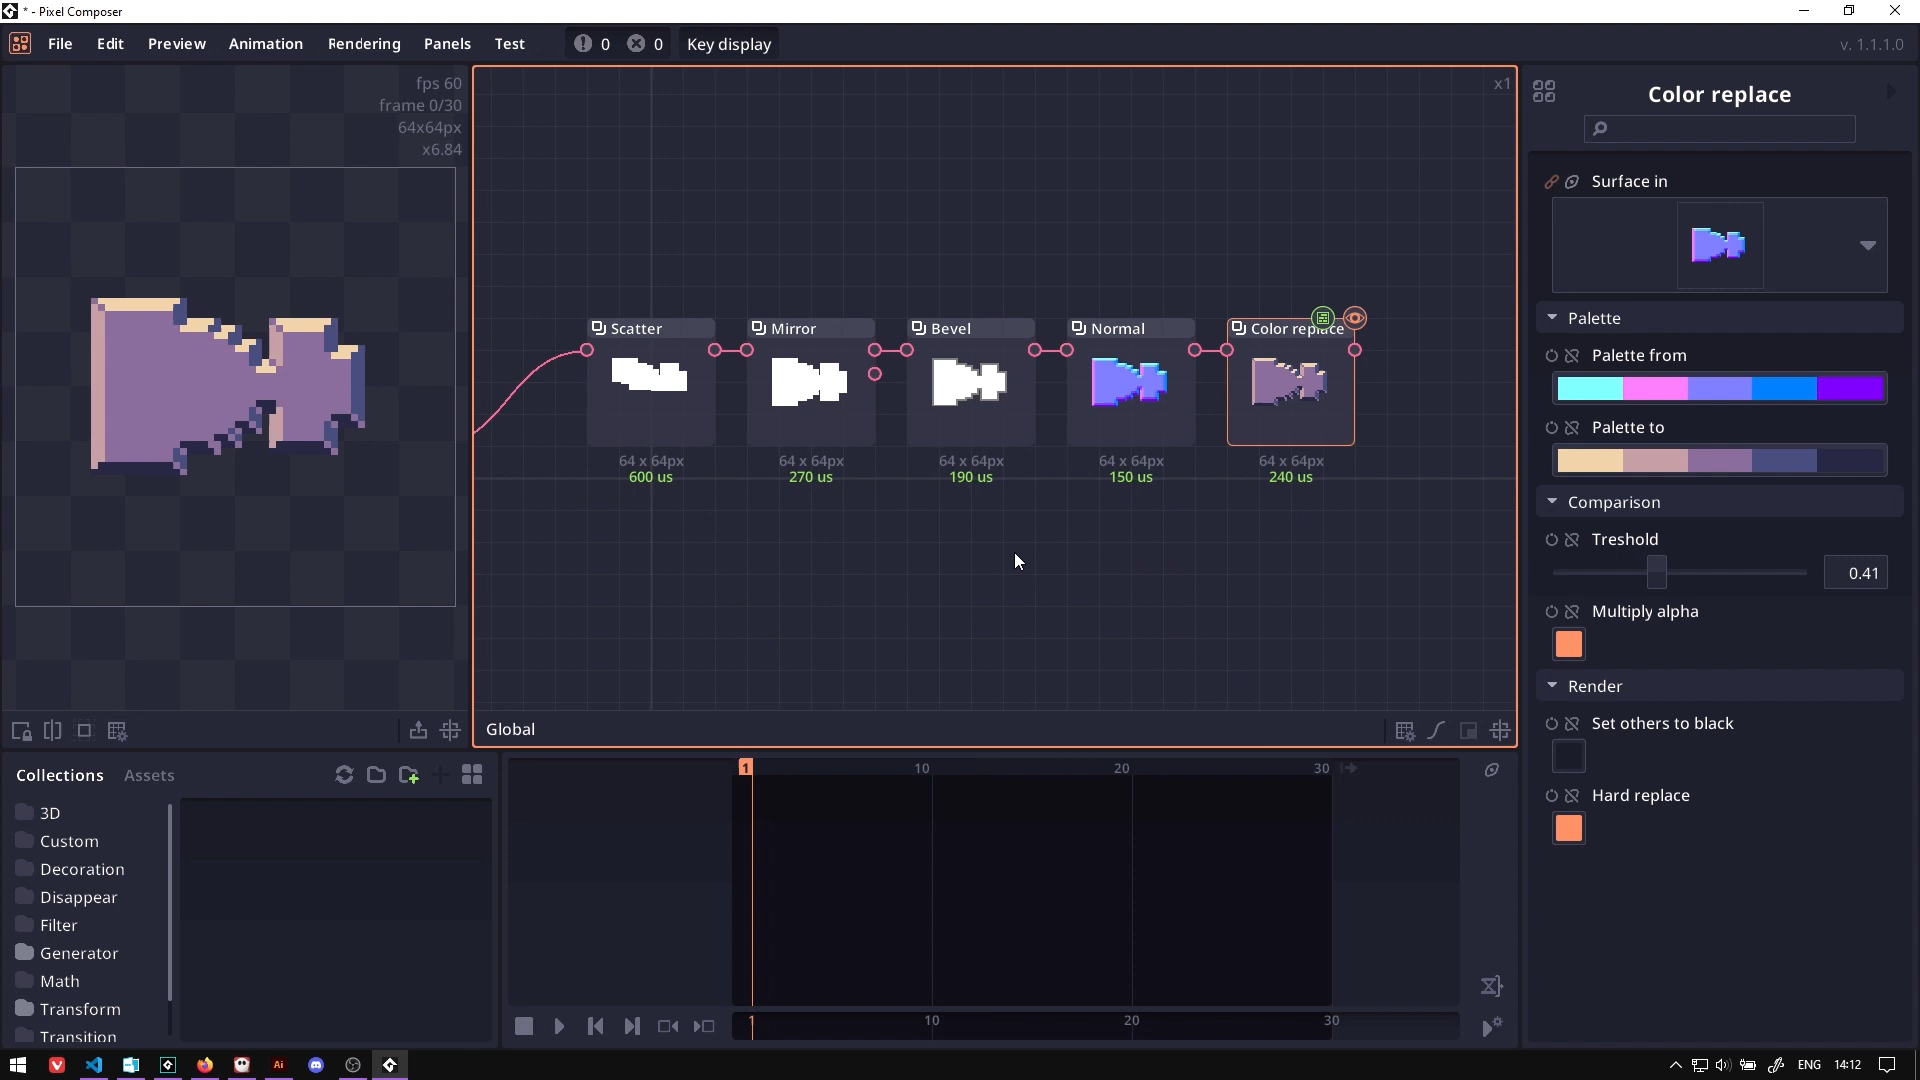 * - Pixel Composer
File Edit Preview Animation Rendering Panels Test 0 0 Key display v. 1.1.1.0
fps 60
frame 0/30
64x64px
x6.84
x1
Scatter
64 x 64px
600 us
Mirror
64 x 64px
270 us
Bevel
64 x 64px
190 us
Normal
64 x 64px
150 us
Color replace
64 x 64px
240 us
Global
Color replace
Surface in
Palette
Palette from
Palette to
Comparison
Treshold
0.41
Multiply alpha
Render
Set others to black
Hard replace
Collections Assets
3D
Custom
Decoration
Disappear
Filter
Generator
Math
Transform
Transition
1 10 20 30
1 10 20 30
Ai ENG 14:12